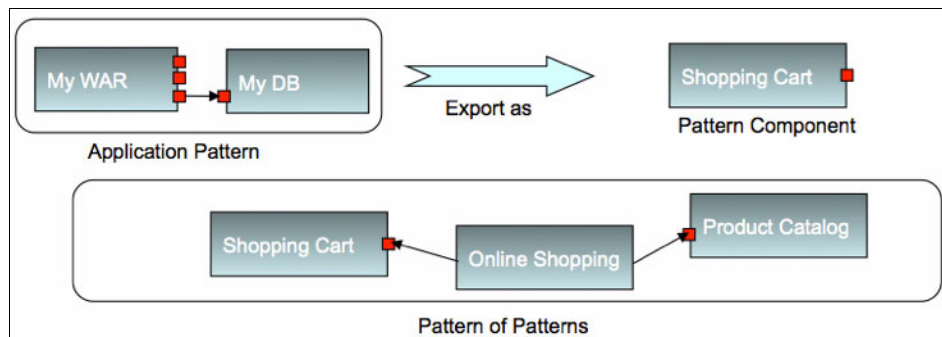 My WAR
My DB
Export as
Shopping Cart
Pattern Component
Application Pattern
Shopping Cart
Online Shopping
Product Catalog
Pattern of Patterns